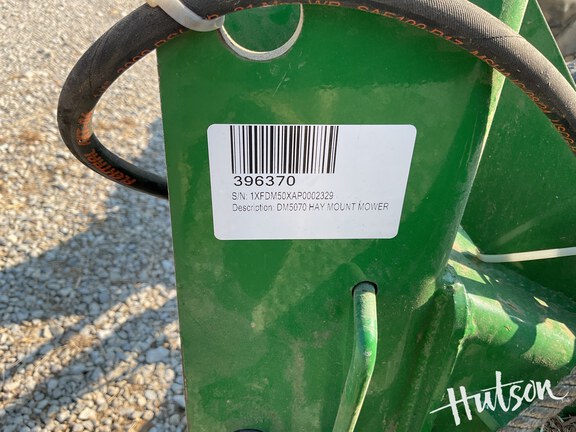 396370
S/N: 1XFDM50XAP0002329
Description: DM5070 HAY MOUNT MOWER
Hutson